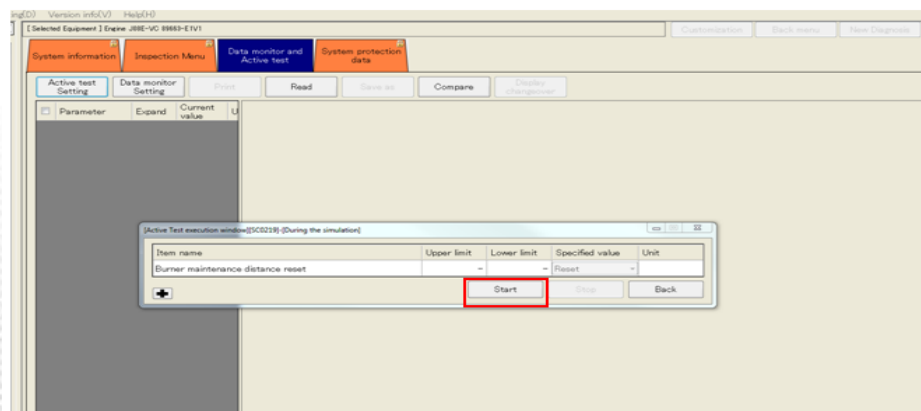 ing(D) Version info(V) Help(H)
[ Selected Equipment ] Engine J08E-VC 89663-E1V1
Customization Back menu New Diagnosis
System information
Inspection Menu
Data monitor and
Active test
System protection
data
Active test
Setting
Data monitor
Setting
Print
Read
Save as
Compare
Display
changeover
Parameter Expand Current
value U
[Active Test execution window][SC0219]-[During the simulation]
Item name Upper limit Lower limit Specified value Unit
Burner maintenance distance reset – – Reset
Start Stop Back